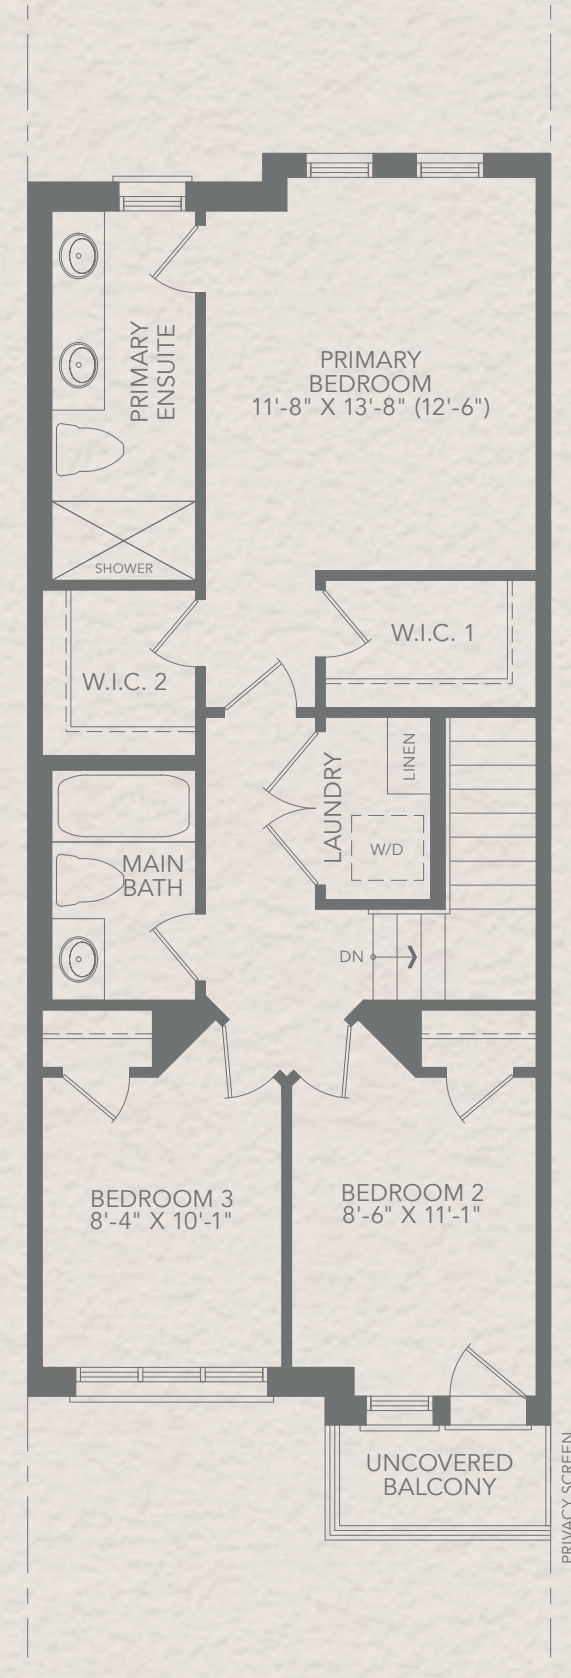 PRIMARY
ENSUITE
PRIMARY
BEDROOM
11'-8" X 13'-8" (12'-6")
SHOWER
W.I.C. 1
W.I.C. 2
LINEN
LAUNDRY
W/D
MAIN
BATH
DN
BEDROOM 3
8'-4" X 10'-1"
BEDROOM 2
8'-6" X 11'-1"
UNCOVERED
BALCONY
PRIVACY SCREEN